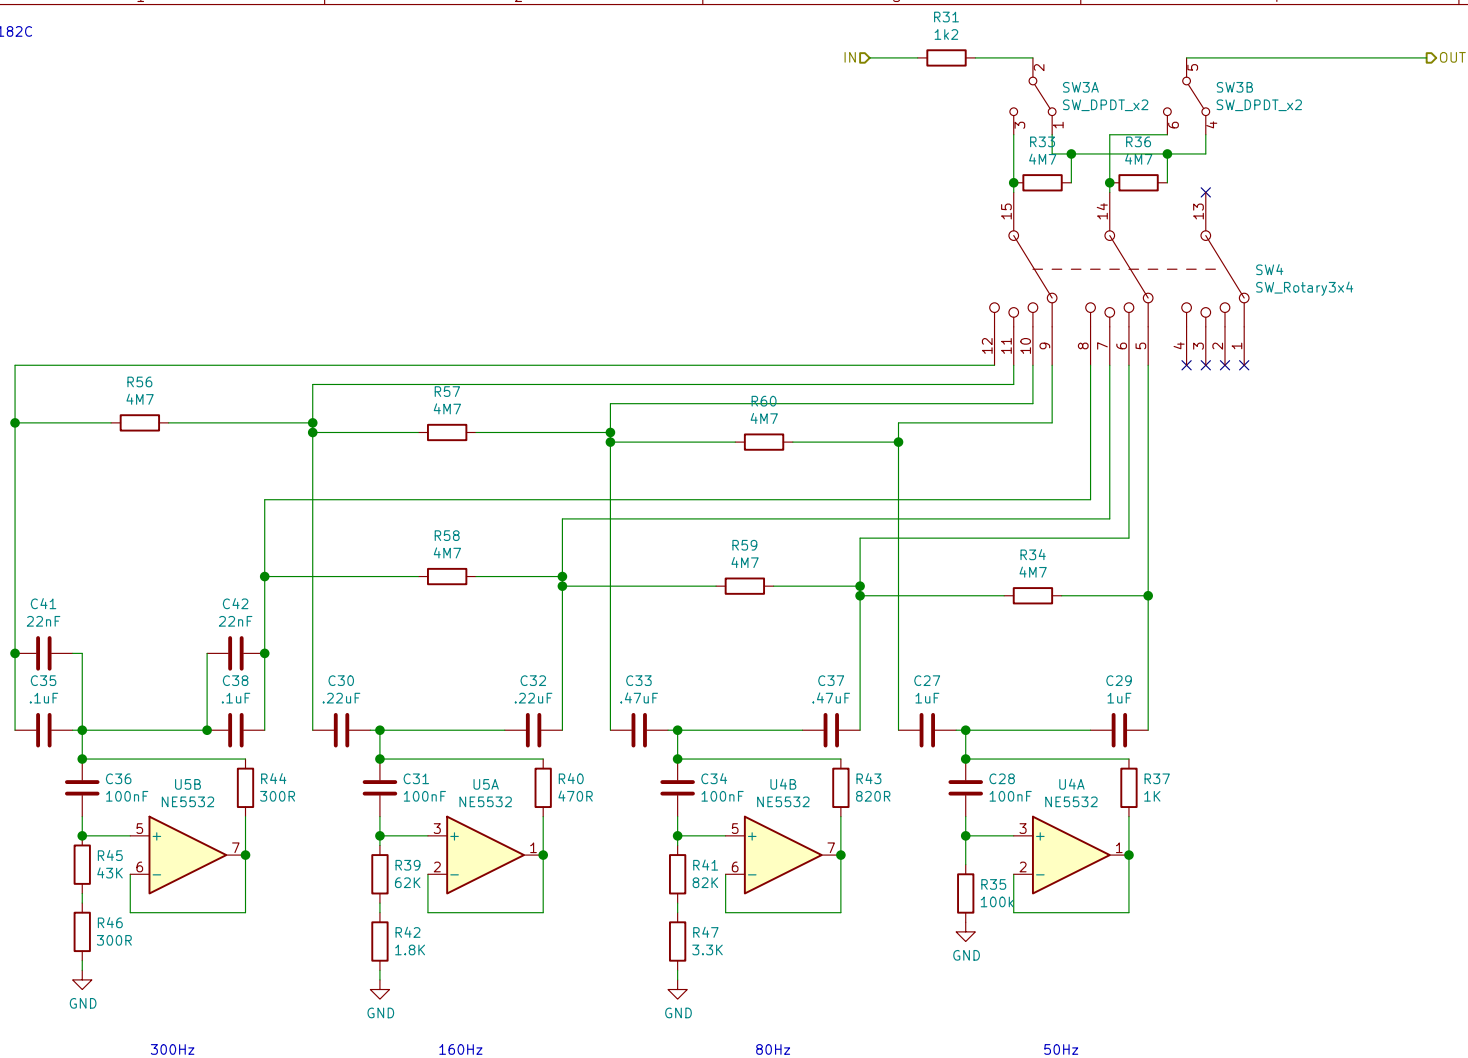 182C
R31
1k2
IN
OUT
2
5
SW3A
SW_DPDT_x2
SW3B
SW_DPDT_x2
3
1
6
4
R33
4M7
R36
4M7
15
14
13
SW4
SW_Rotary3x4
12
11
10
9
8
7
6
5
4
3
2
1
R56
4M7
R57
4M7
R60
4M7
R58
4M7
R59
4M7
R34
4M7
C41
22nF
C42
22nF
C35
.1uF
C38
.1uF
C30
.22uF
C32
.22uF
C33
.47uF
C37
.47uF
C27
1uF
C29
1uF
C36
100nF
U5B
NE5532
R44
300R
C31
100nF
U5A
NE5532
R40
470R
C34
100nF
U4B
NE5532
R43
820R
C28
100nF
U4A
NE5532
R37
1K
5
+
6
−
7
3
+
2
−
1
5
+
6
−
7
3
+
2
−
1
R45
43K
R39
62K
R41
82K
R35
100k
R46
300R
R42
1.8K
R47
3.3K
GND
GND
GND
GND
300Hz
160Hz
80Hz
50Hz